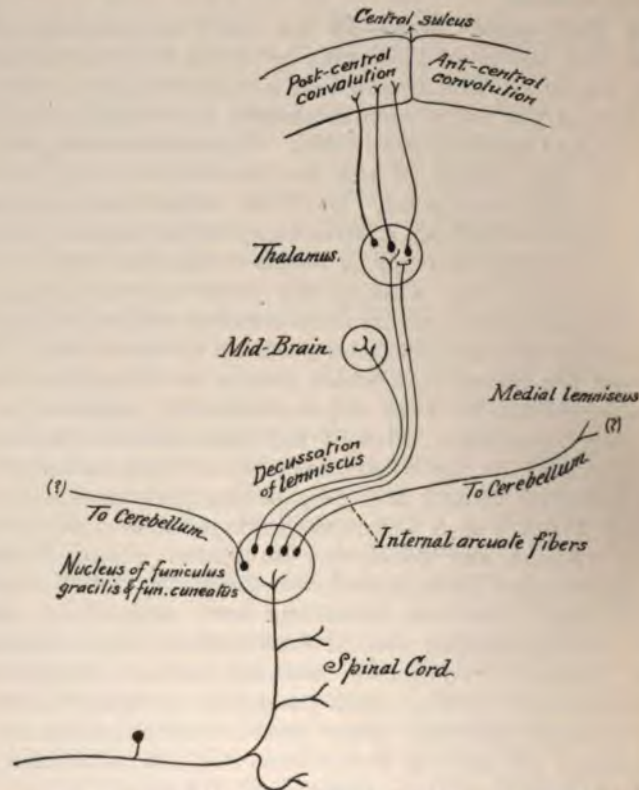 Central sulcus
Post-central
convolution
Ant-central
convolution
Thalamus.
Mid-Brain.
Medial lemniscus
(?)
Decussation
of lemniscus
(?)
To Cerebellum
To Cerebellum
Internal arcuate fibers
Nucleus of funiculus
gracilis & fun. cuneatus
Spinal Cord